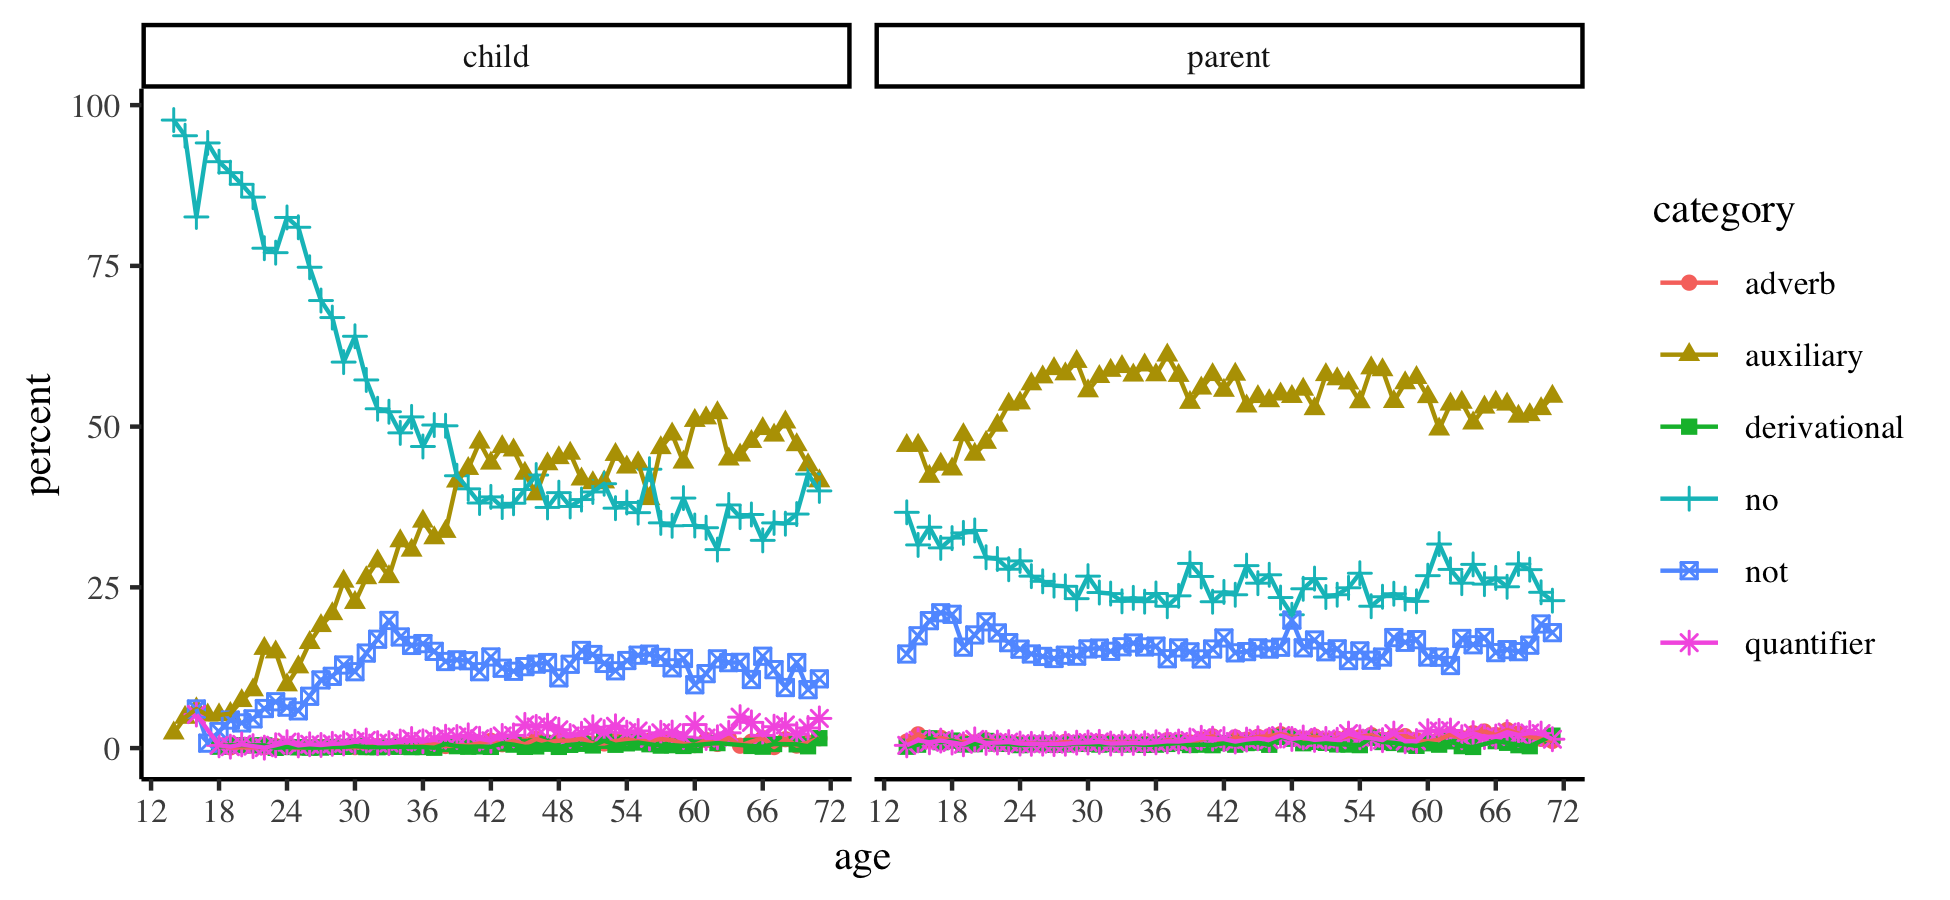 child
parent
100
75
50
25
0
percent
12 18 24 30 36 42 48 54 60 66 72
12 18 24 30 36 42 48 54 60 66 72
age
category
adverb
auxiliary
derivational
no
not
quantifier